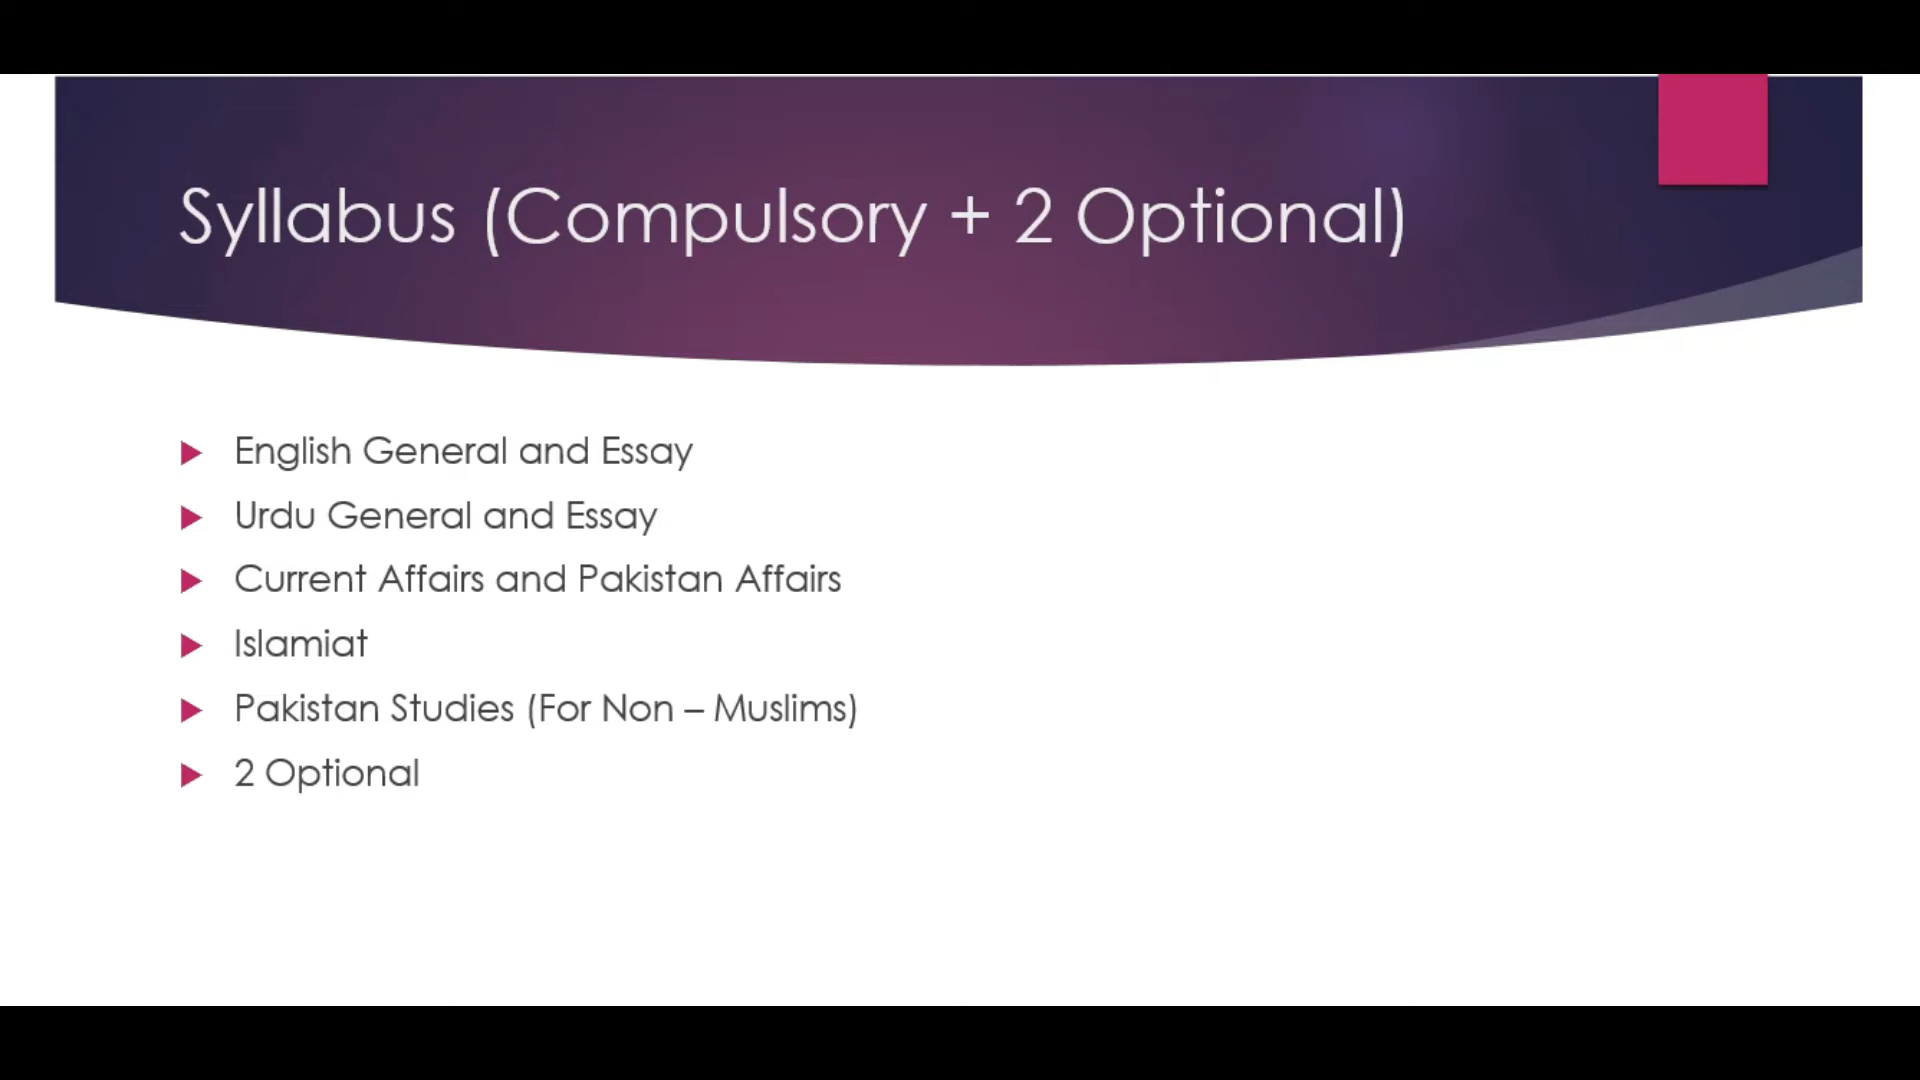 Syllabus (Compulsory + 2 Optional)
English General and Essay
Urdu General and Essay
Current Affairs and Pakistan Affairs
Islamiat
Pakistan Studies (For Non – Muslims)
2 Optional